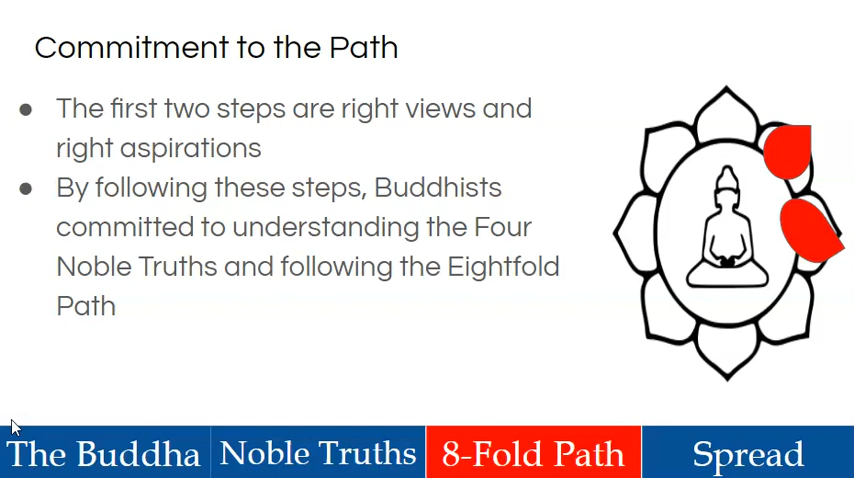 Commitment to the Path
● The first two steps are right views and
right aspirations
● By following these steps, Buddhists
committed to understanding the Four
Noble Truths and following the Eightfold
Path
The Buddha
Noble Truths
8-Fold Path
Spread